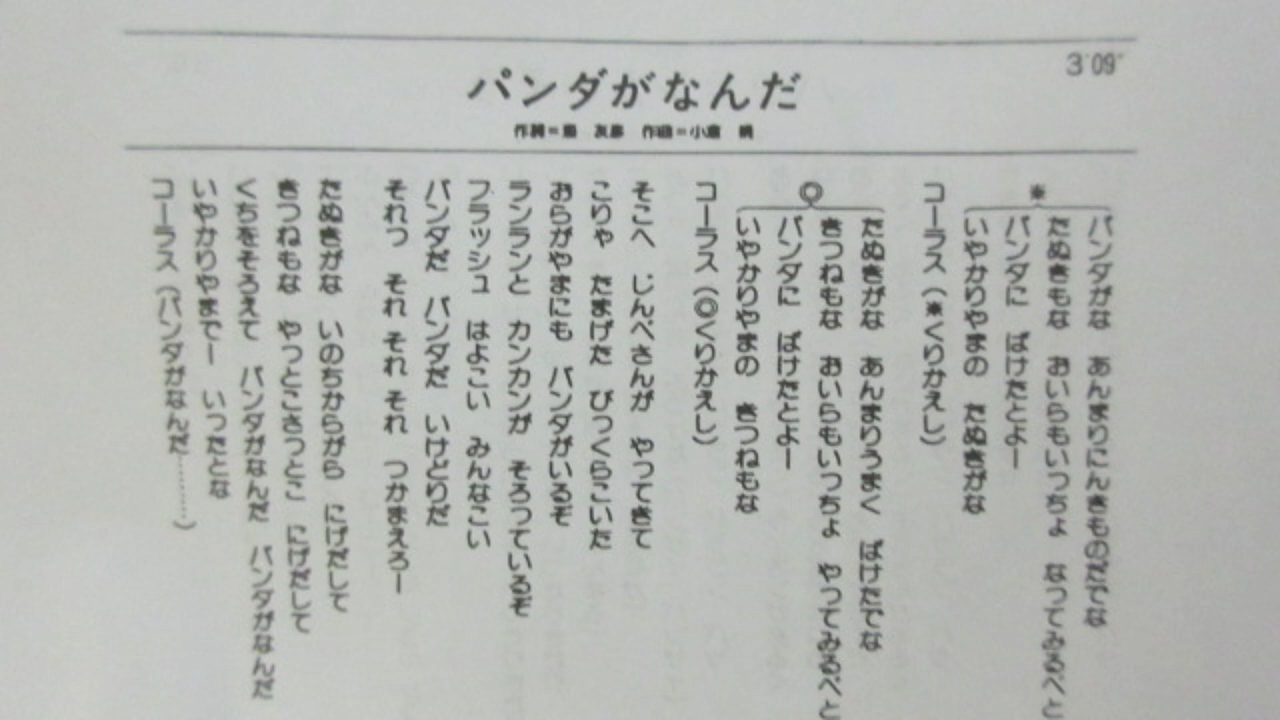 3'09"
パンダがなんだ
作詞= 友彦 作曲=小 
パンダがな あんまりにんきものだでな
たぬきもな おいらもいっちょ なってみるべと
パンダに ばけたとよー
いやかりやまの たぬきがな
※
コーラス(※くりかえし)
たぬきがな あんまりうまく ばけたでな
きつねもな おいらもいっちょ やってみるべと
パンダに ばけたとよー
いやかりやまの きつねもな
◎
コーラス(◎くりかえし)
そこへ じんべさんが やってきて
こりゃ たまげた びっくらこいた
おらがやまにも パンダがいるぞ
ランランと カンカンが そろっているぞ
フラッシュ はよこい みんなこい
パンダだ パンダだ いけどりだ
それっ それ それ それ つかまえろー
たぬきがな いのちからがら にげだして
きつねもな やっとこさっとこ にげだして
くちをそろえて パンダがなんだ パンダがなんだ
いやかりやまでー いったとな
コーラス(パンダがなんだ………)